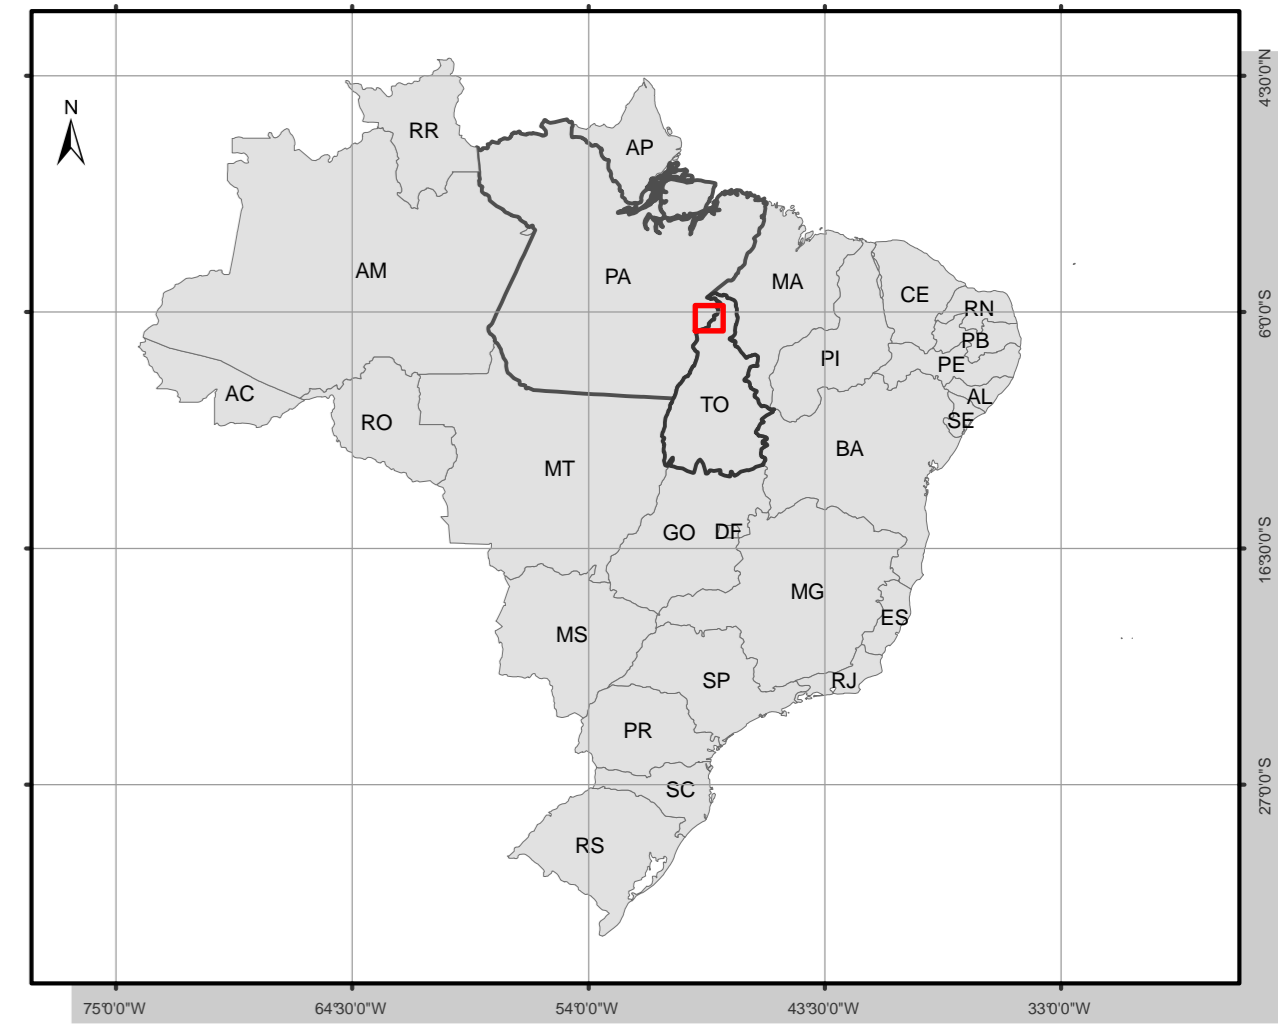 4°30'0"N
N
RR
AP
AM
PA
MA
CE
RN
6°0'0"S
PB
PI
PE
AC
AL
TO
RO
SE
BA
MT
GO
DF
16°30'0"S
MG
ES
MS
SP
RJ
PR
27°0'0"S
SC
RS
75°0'0"W 64°30'0"W 54°0'0"W 43°30'0"W 33°0'0"W